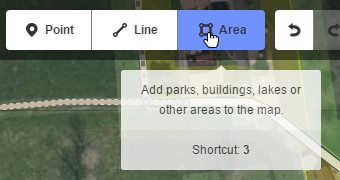 Point Line Area
Add parks, buildings, lakes or
other areas to the map.
Shortcut: 3